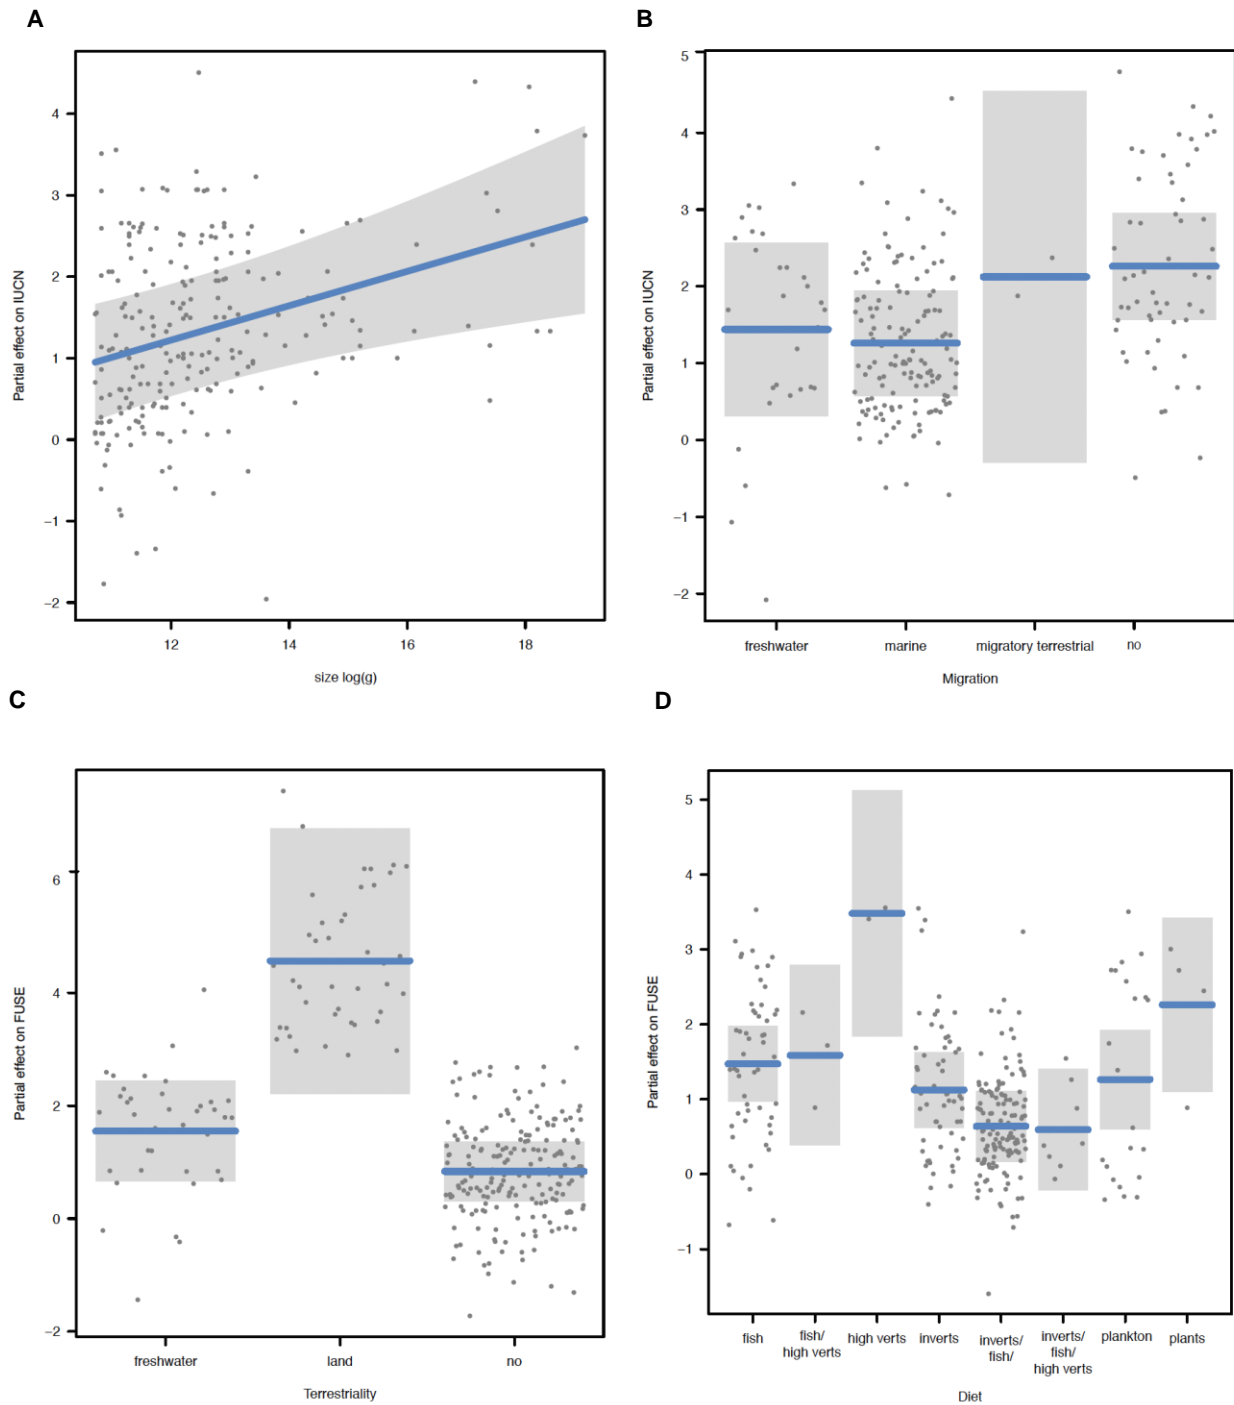 A
Partial effect on IUCN
4
3
2
1
0
−1
−2
12 14 16 18
size log(g)
B
Partial effect on IUCN
5
4
3
2
1
0
−1
−2
freshwater marine migratory terrestrial no
Migration
C
Partial effect on FUSE
6
4
2
0
−2
freshwater land no
Terrestriality
D
Partial effect on FUSE
5
4
3
2
1
0
−1
fish fish/ high verts inverts inverts/ inverts/ plankton plants
high verts fish/ fish/
high verts
Diet